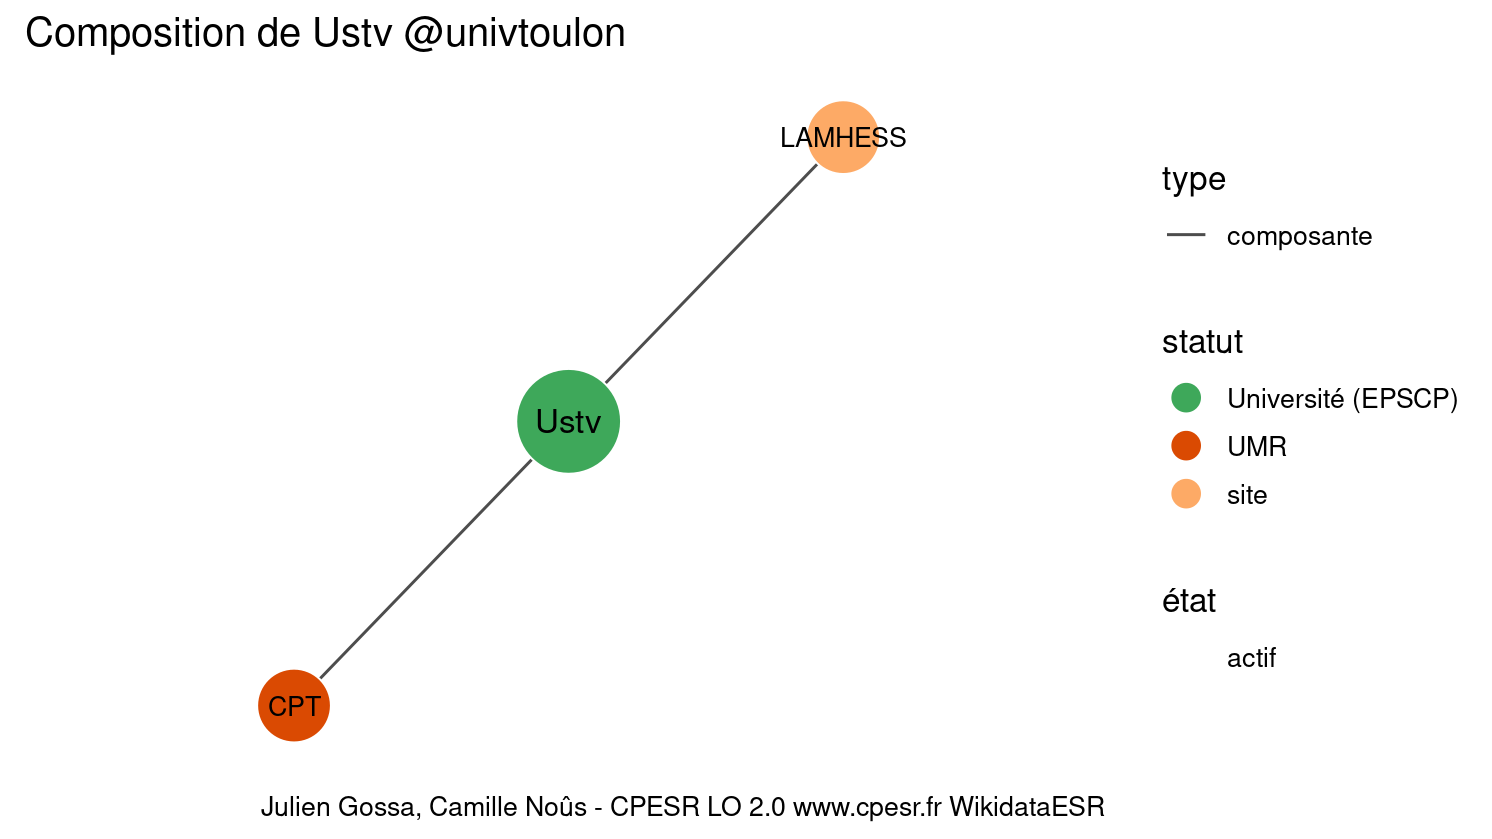 Composition de Ustv @univtoulon
LAMHESS
Ustv
CPT
type
composante
statut
Université (EPSCP)
UMR
site
état
actif
Julien Gossa, Camille Noûs - CPESR LO 2.0 www.cpesr.fr WikidataESR